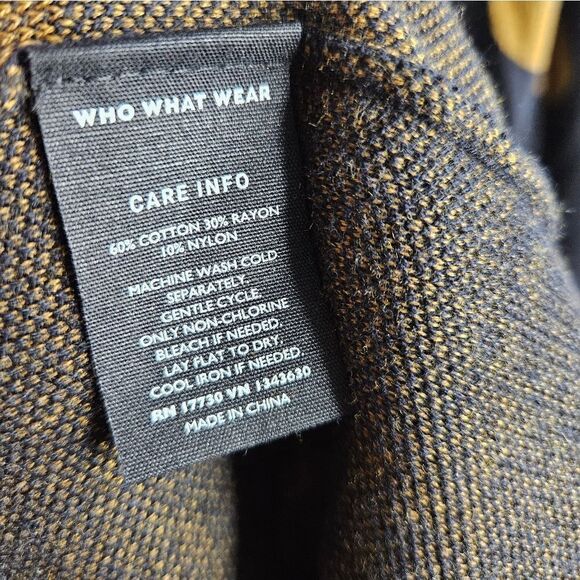 WHO WHAT WEAR
CARE INFO
60% COTTON 30% RAYON
10% NYLON
MACHINE WASH COLD
SEPARATELY.
GENTLE CYCLE.
ONLY NON-CHLORINE
BLEACH IF NEEDED.
LAY FLAT TO DRY.
COOL IRON IF NEEDED.
RN 17730 VN 1343630
MADE IN CHINA